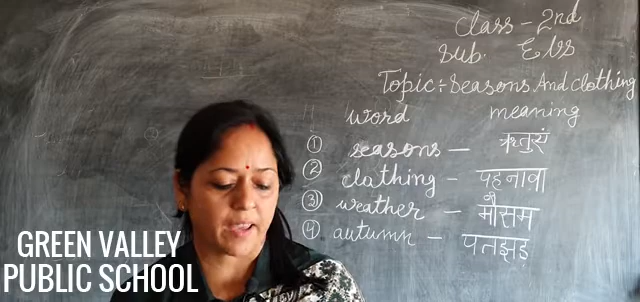 Class - 2nd
Sub. EVS
Topic:- Seasons And clothing
word meaning
① seasons — ऋतुएं
② clothing — पहनावा
③ weather — मौसम
④ autumn — पतझड़
GREEN VALLEY
PUBLIC SCHOOL